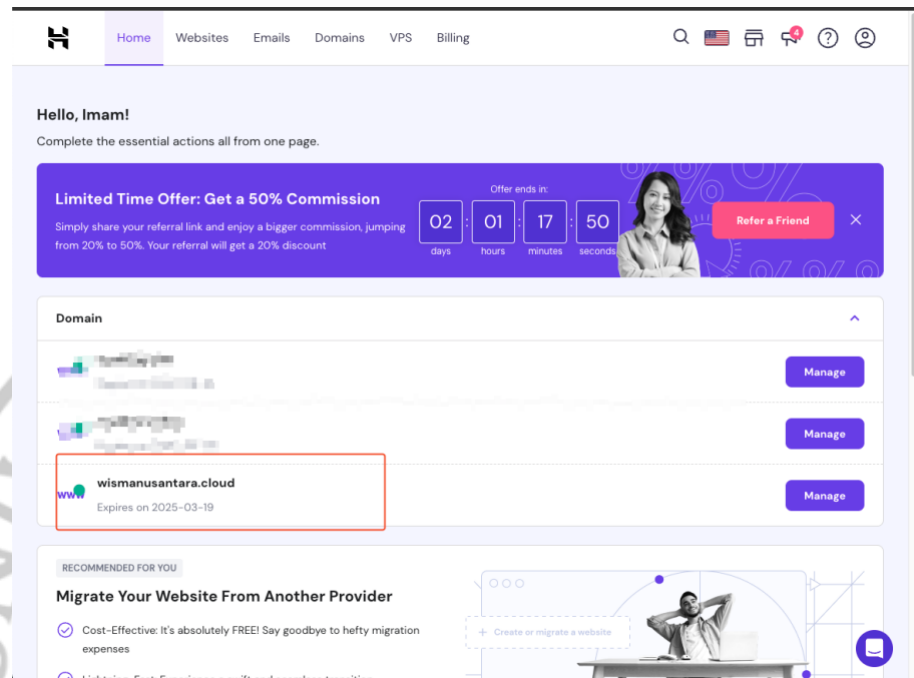 Home Websites Emails Domains VPS Billing
4
Hello, Imam!
Complete the essential actions all from one page.
Limited Time Offer: Get a 50% Commission
Simply share your referral link and enjoy a bigger commission, jumping
from 20% to 50%. Your referral will get a 20% discount
Offer ends in:
02 : 01 : 17 : 50
days hours minutes seconds
Refer a Friend
Domain
Manage
Manage
www
wismanusantara.cloud
Expires on 2025-03-19
Manage
RECOMMENDED FOR YOU
Migrate Your Website From Another Provider
Cost-Effective: It's absolutely FREE! Say goodbye to hefty migration
expenses
+ Create or migrate a website